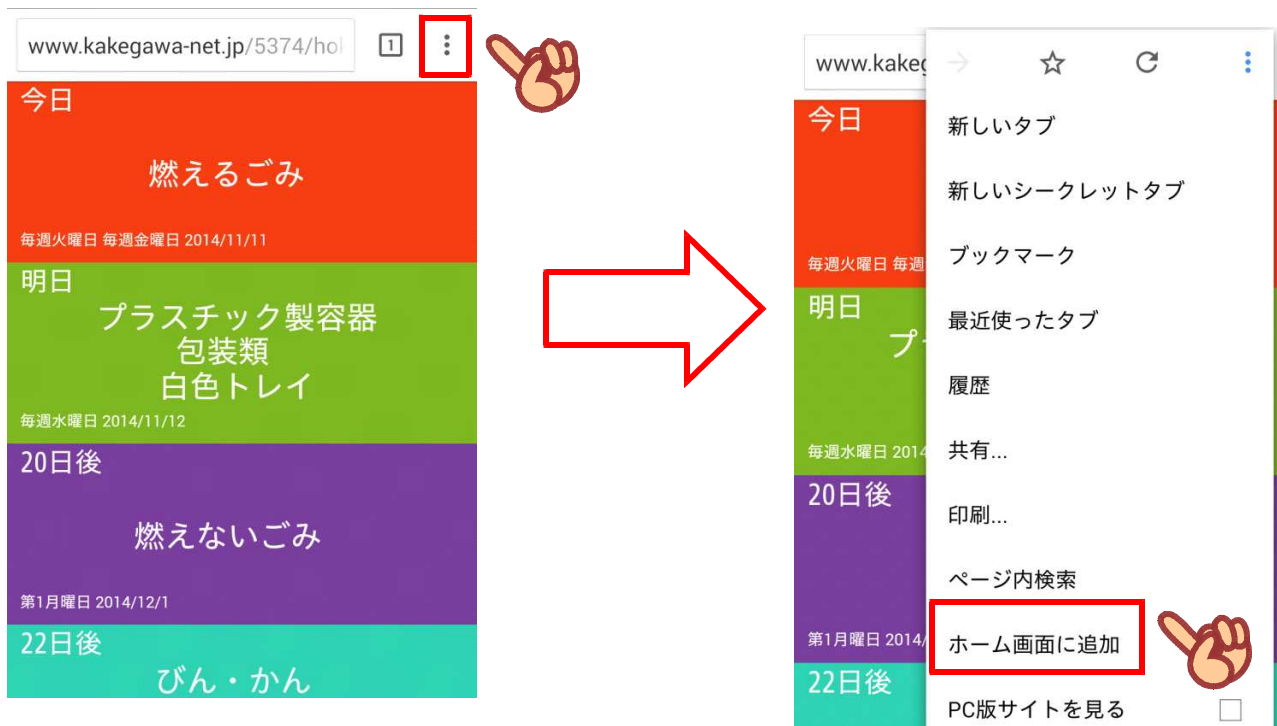 www.kakegawa-net.jp/5374/ho
1
今日
燃えるごみ
毎週火曜日 毎週金曜日 2014/11/11
明日
プラスチック製容器
包装類
白色トレイ
毎週水曜日 2014/11/12
20日後
燃えないごみ
第1月曜日 2014/12/1
22日後
びん・かん
www.kakeg
今日
毎週火曜日 毎週
明日
プ
毎週水曜日 2014
20日後
第1月曜日 2014/
22日後
新しいタブ
新しいシークレットタブ
ブックマーク
最近使ったタブ
履歴
共有...
印刷...
ページ内検索
ホーム画面に追加
PC版サイトを見る